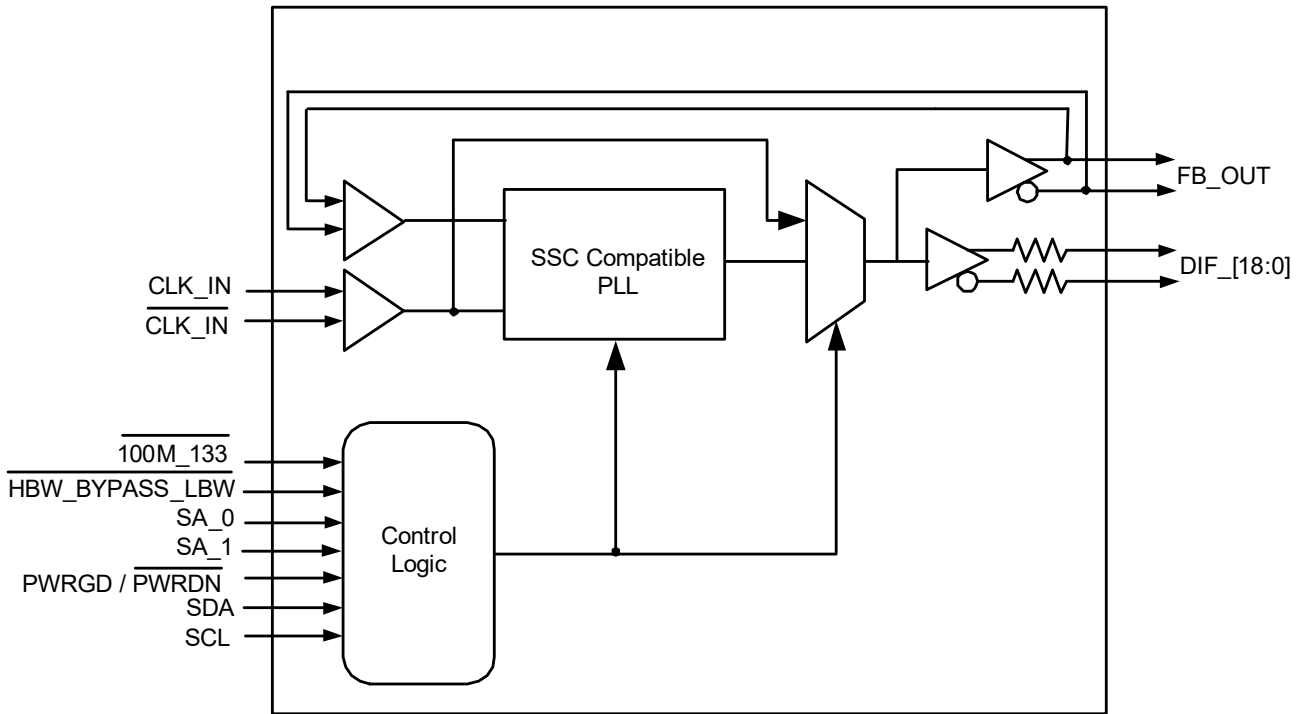 FB_OUT
SSC Compatible
PLL
DIF_[18:0]
CLK_IN
CLK_IN
100M_133
HBW_BYPASS_LBW
SA_0
SA_1
PWRGD / PWRDN
SDA
SCL
Control
Logic